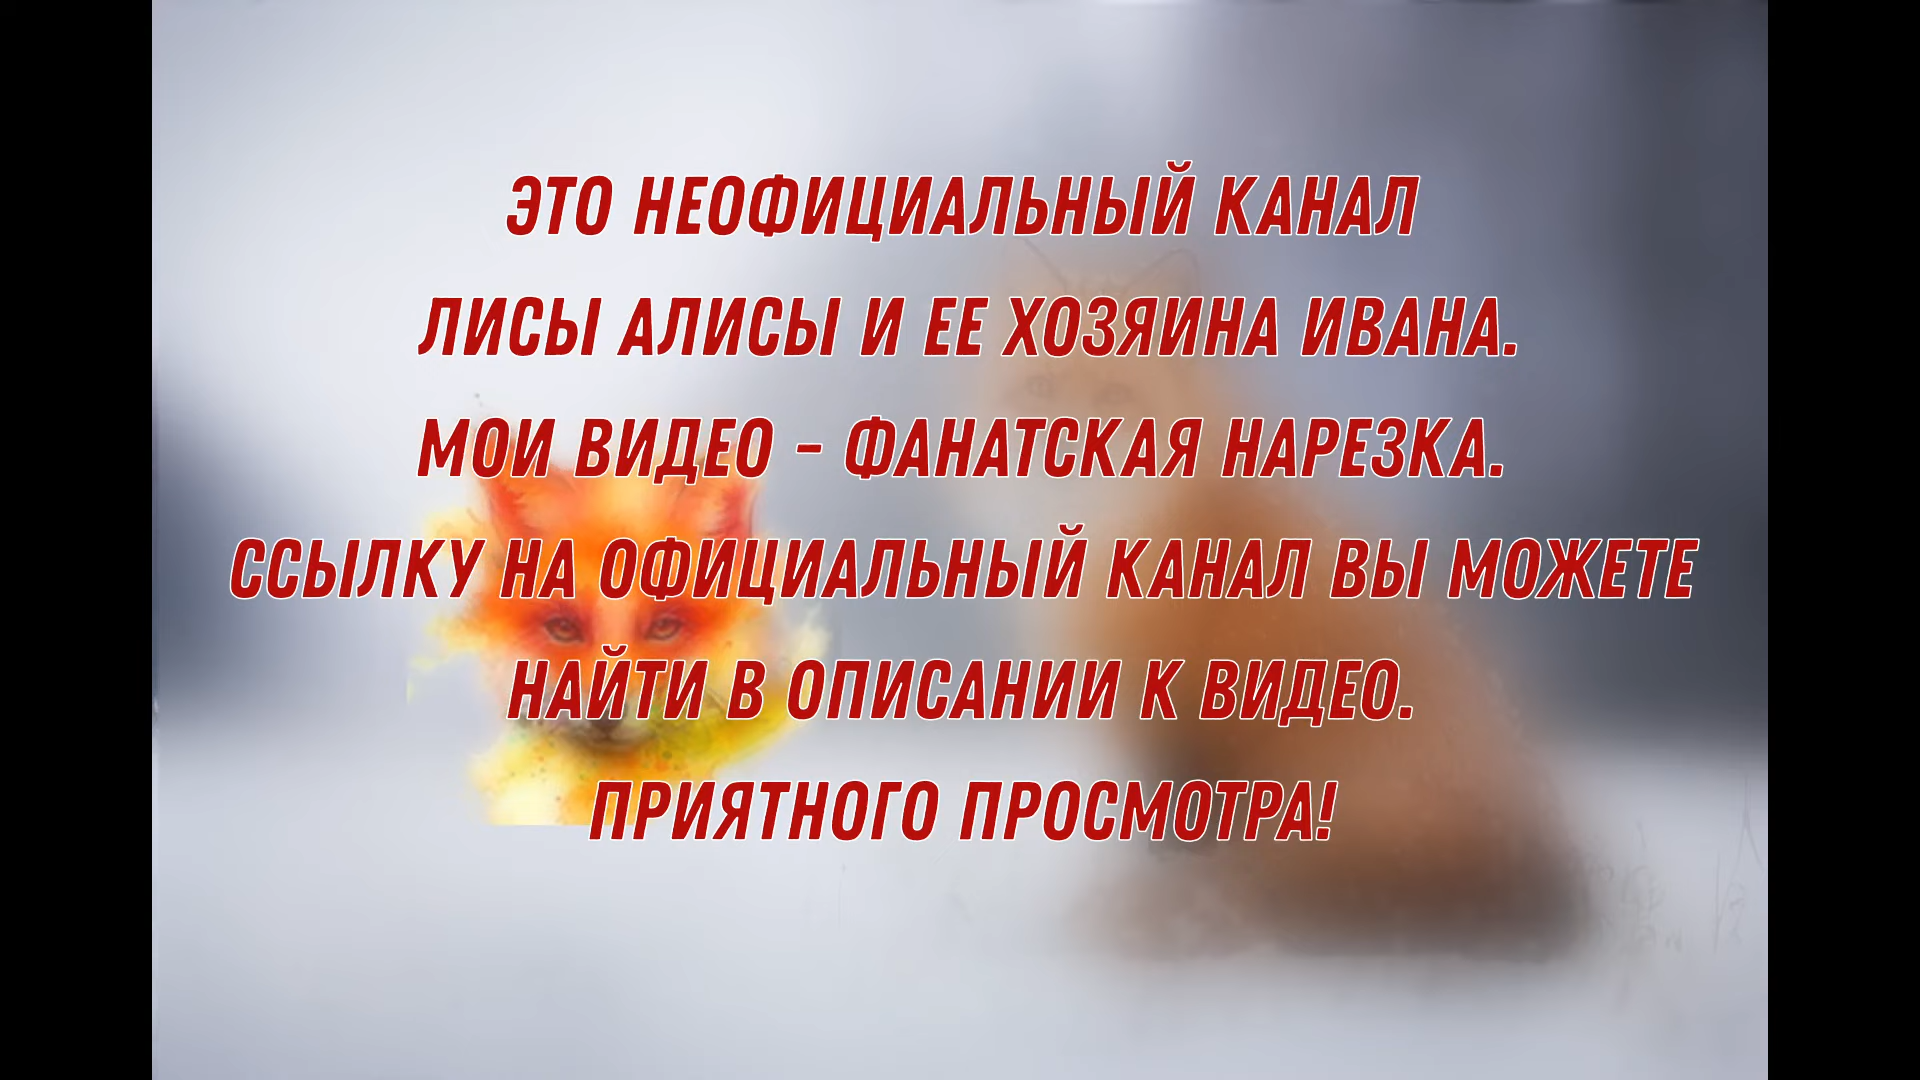 ЭТО НЕОФИЦИАЛЬНЫЙ КАНАЛ
ЛИСЫ АЛИСЫ И ЕЕ ХОЗЯИНА ИВАНА.
МОИ ВИДЕО - ФАНАТСКАЯ НАРЕЗКА.
ССЫЛКУ НА ОФИЦИАЛЬНЫЙ КАНАЛ ВЫ МОЖЕТЕ
НАЙТИ В ОПИСАНИИ К ВИДЕО.
ПРИЯТНОГО ПРОСМОТРА!